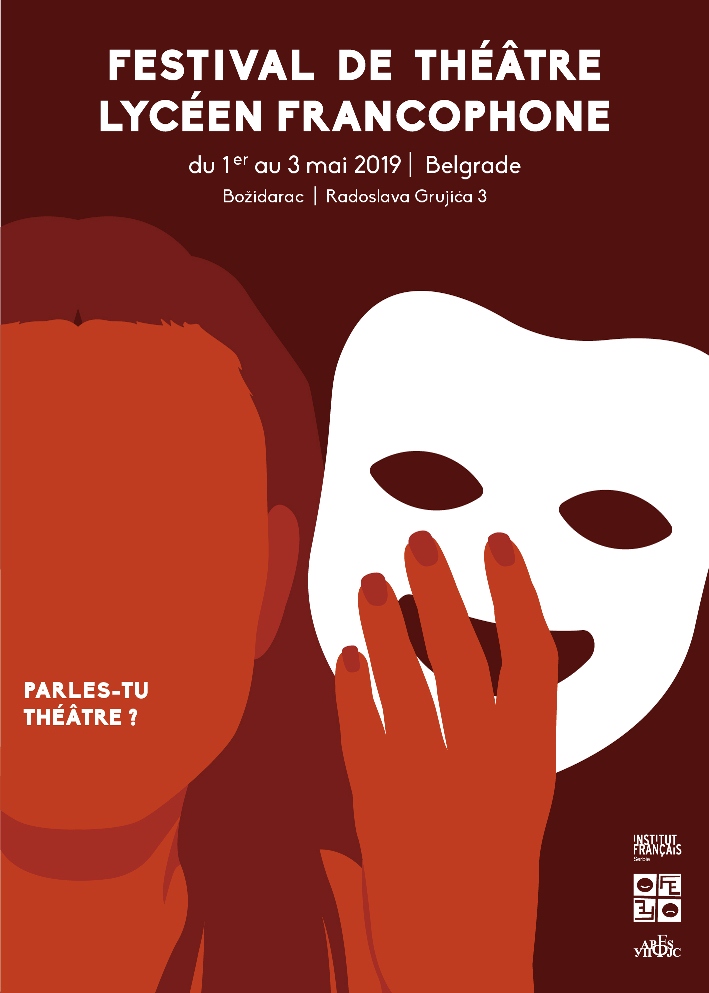 FESTIVAL DE THÉÂTRE
LYCÉEN FRANCOPHONE
du 1er au 3 mai 2019 | Belgrade
Božidarac | Radoslava Grujića 3
PARLES-TU
THÉÂTRE ?
INSTITUT
FRANÇAIS
Serbie